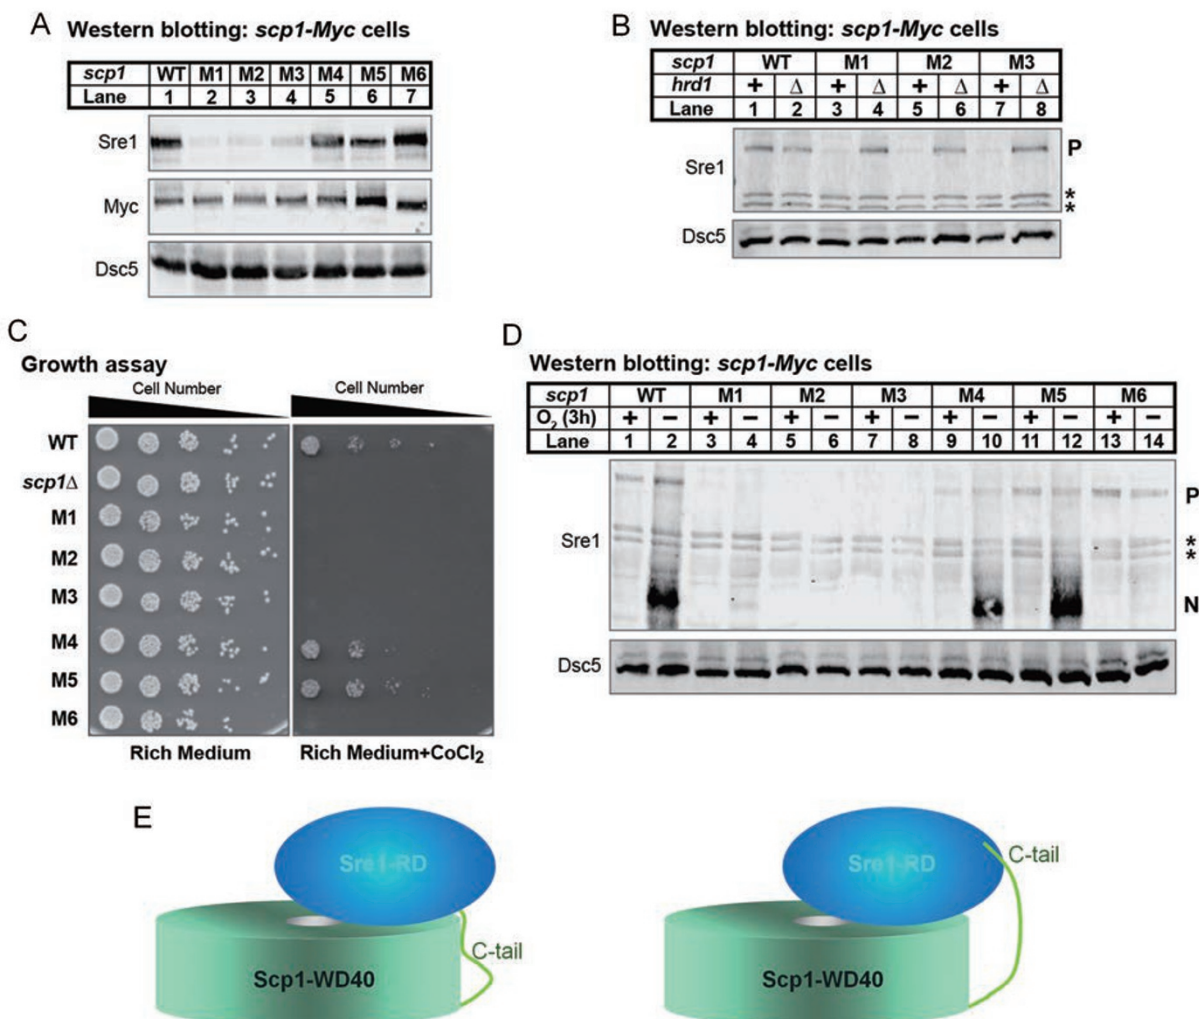 A Western blotting: scp1-Myc cells
scp1 WT M1 M2 M3 M4 M5 M6
Lane 1 2 3 4 5 6 7
Sre1
Myc
Dsc5
B Western blotting: scp1-Myc cells
scp1 WT M1 M2 M3
hrd1 + Δ + Δ + Δ + Δ
Lane 1 2 3 4 5 6 7 8
Sre1
P
*
*
Dsc5
C
Growth assay
Cell Number Cell Number
WT
scp1Δ
M1
M2
M3
M4
M5
M6
Rich Medium Rich Medium+CoCl2
D
Western blotting: scp1-Myc cells
scp1 WT M1 M2 M3 M4 M5 M6
O2 (3h) + − + − + − + − + − + − + −
Lane 1 2 3 4 5 6 7 8 9 10 11 12 13 14
P
Sre1
*
*
N
Dsc5
E
Sre1-RD
C-tail
Scp1-WD40
Sre1-RD
C-tail
Scp1-WD40